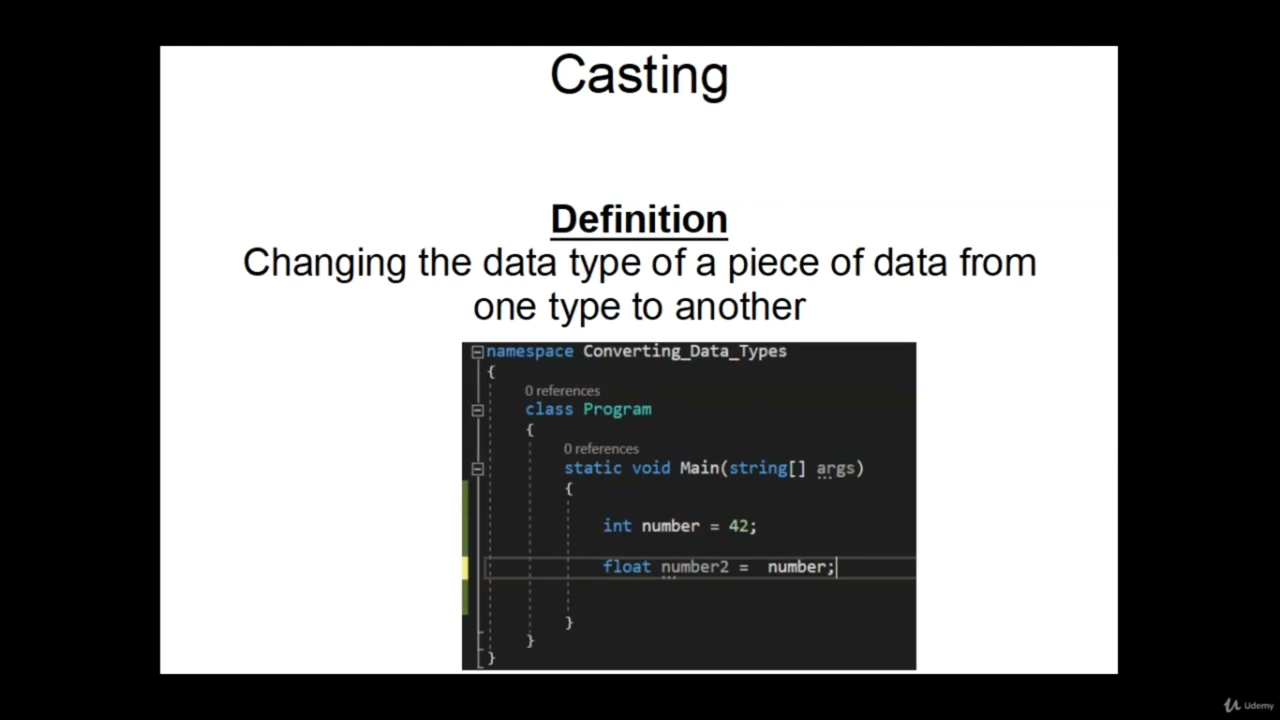 Casting
Definition
Changing the data type of a piece of data from
one type to another
namespace Converting_Data_Types
{
0 references
class Program
{
0 references
static void Main(string[] args)
{
int number = 42;
float number2 =  number;
}
}
}
Udemy